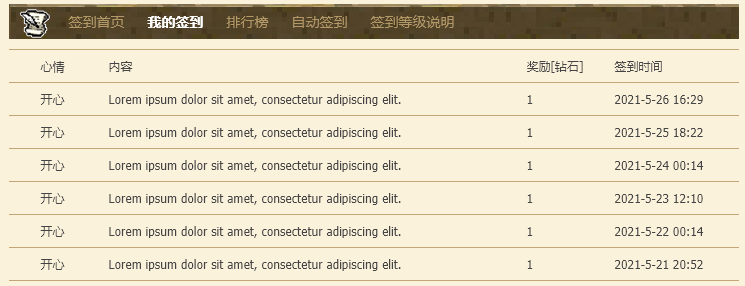 签到首页 我的签到 排行榜 自动签到 签到等级说明
心情 内容 奖励[钻石] 签到时间
开心 Lorem ipsum dolor sit amet, consectetur adipiscing elit. 1 2021-5-26 16:29
开心 Lorem ipsum dolor sit amet, consectetur adipiscing elit. 1 2021-5-25 18:22
开心 Lorem ipsum dolor sit amet, consectetur adipiscing elit. 1 2021-5-24 00:14
开心 Lorem ipsum dolor sit amet, consectetur adipiscing elit. 1 2021-5-23 12:10
开心 Lorem ipsum dolor sit amet, consectetur adipiscing elit. 1 2021-5-22 00:14
开心 Lorem ipsum dolor sit amet, consectetur adipiscing elit. 1 2021-5-21 20:52